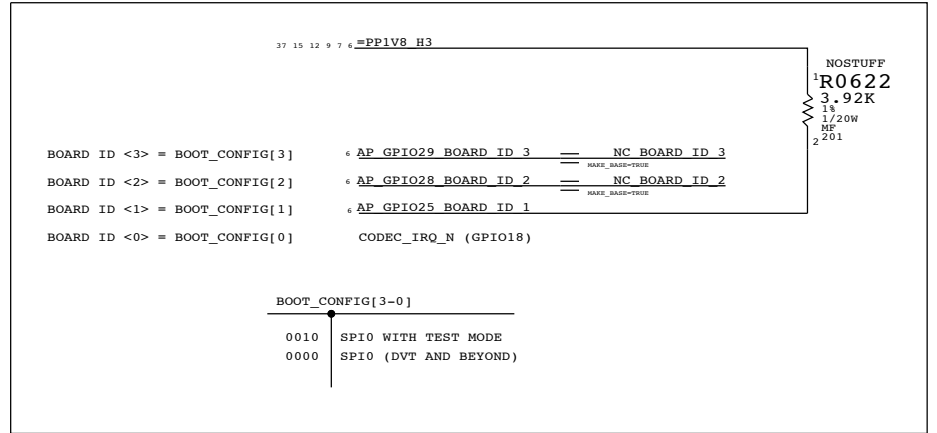 37 15 12 9 7 6 =PP1V8_H3
NOSTUFF
1 R0622
3.92K
1%
1/20W
MF
2 201
BOARD ID <3> = BOOT_CONFIG[3] 6 AP_GPIO29_BOARD_ID_3 NC_BOARD_ID_3
MAKE_BASE=TRUE
BOARD ID <2> = BOOT_CONFIG[2] 6 AP_GPIO28_BOARD_ID_2 NC_BOARD_ID_2
MAKE_BASE=TRUE
BOARD ID <1> = BOOT_CONFIG[1] 6 AP_GPIO25_BOARD_ID_1
BOARD ID <0> = BOOT_CONFIG[0] CODEC_IRQ_N (GPIO18)
BOOT_CONFIG[3-0]
0010 SPI0 WITH TEST MODE
0000 SPI0 (DVT AND BEYOND)